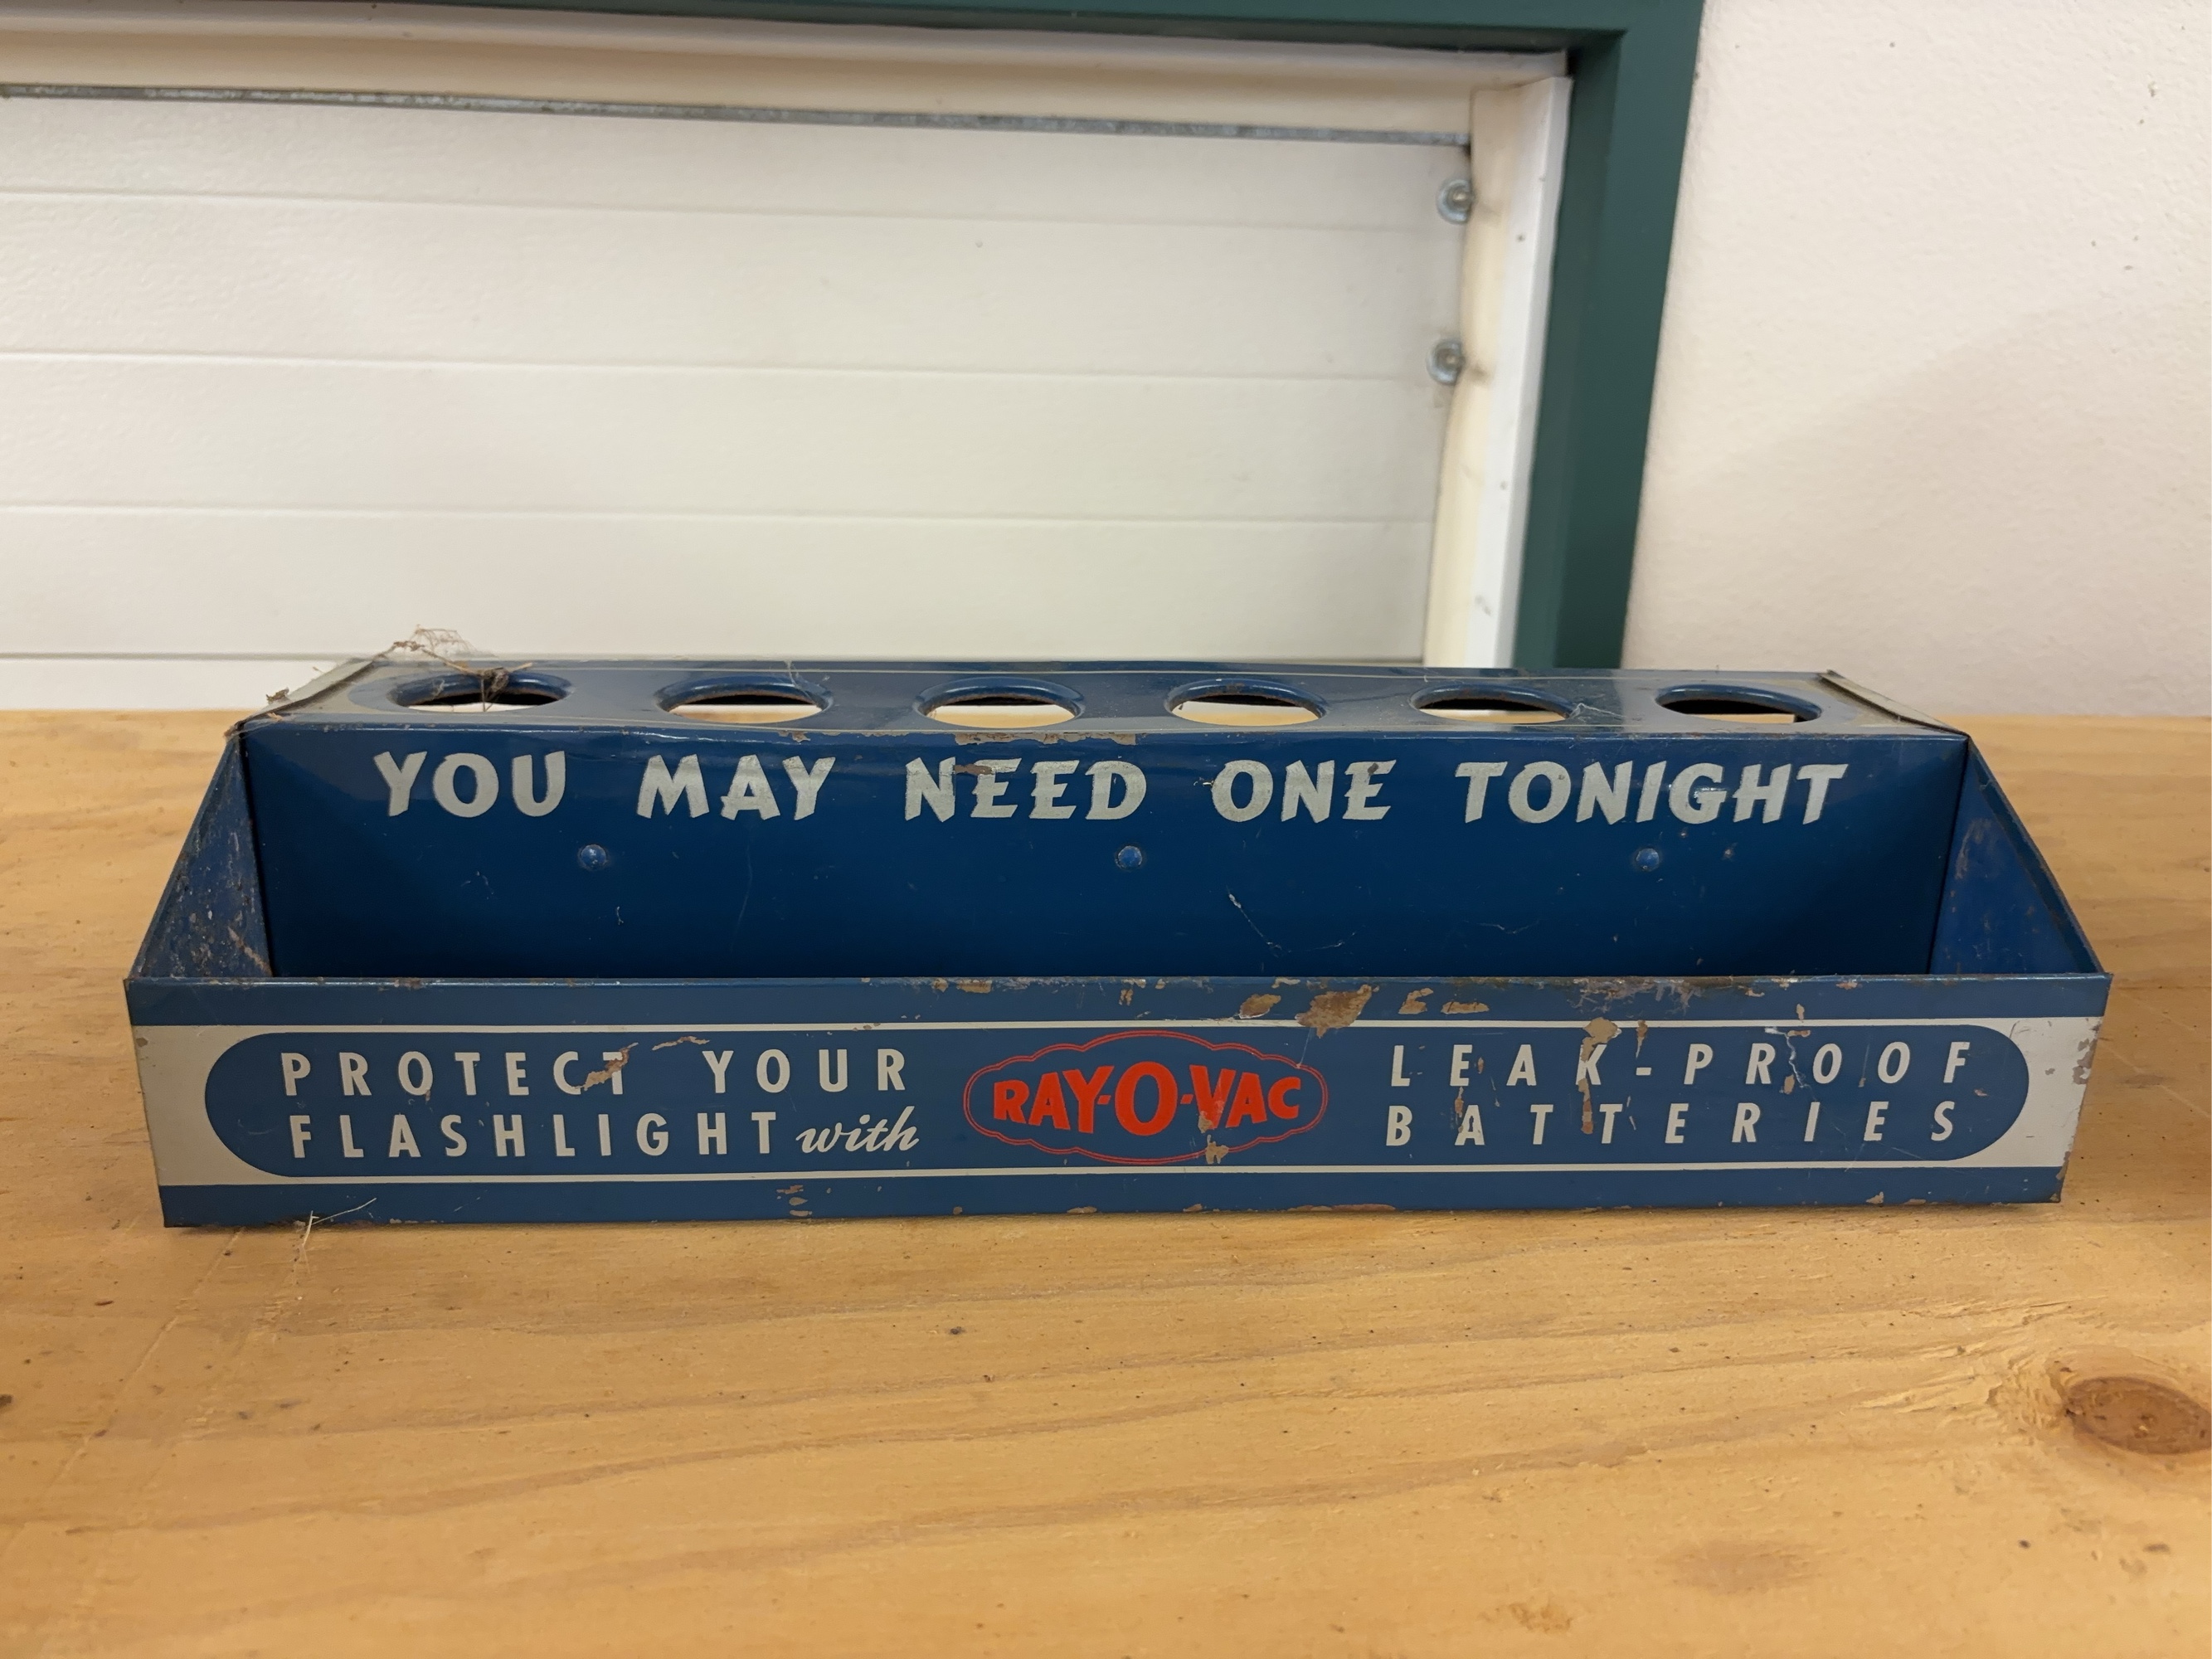 YOU MAY NEED ONE TONIGHT
PROTECT YOUR
FLASHLIGHT with
RAY-O-VAC
LEAK-PROOF
BATTERIES